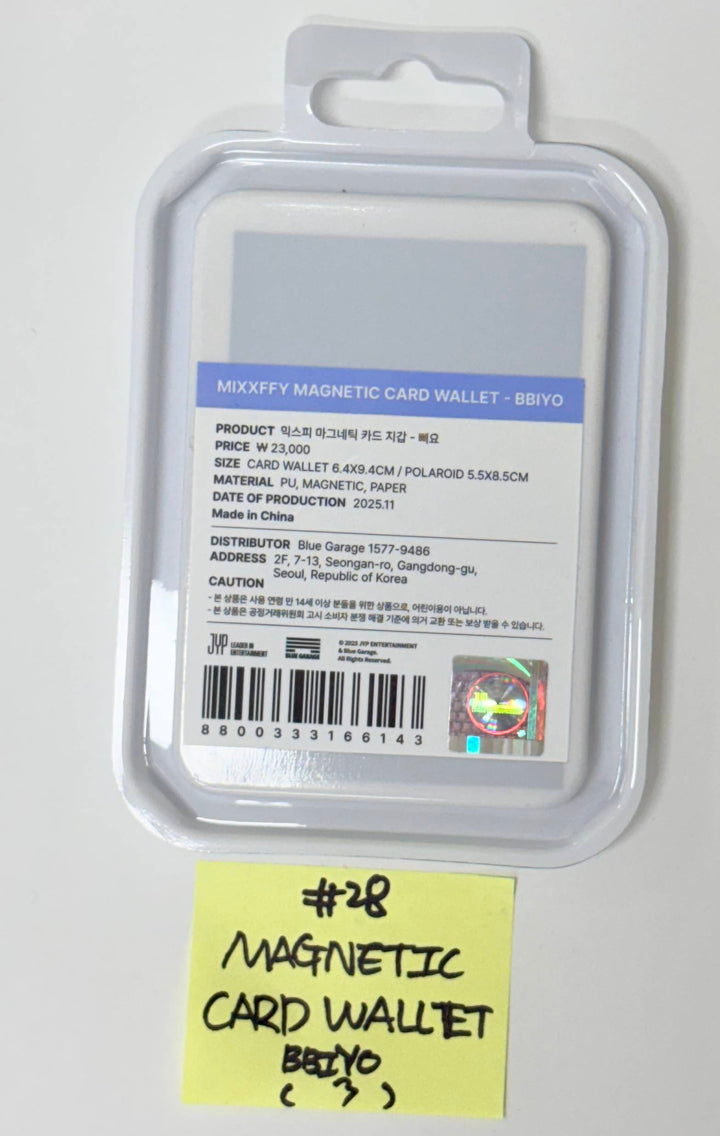 MIXXFFY MAGNETIC CARD WALLET - BBIYO
PRODUCT 믹스피 마그네틱 카드 지갑 - 삐요
PRICE ₩ 23,000
SIZE CARD WALLET 6.4X9.4CM / POLAROID 5.5X8.5CM
MATERIAL PU, MAGNETIC, PAPER
DATE OF PRODUCTION 2025.11
Made in China
DISTRIBUTOR Blue Garage 1577-9486
ADDRESS 2F, 7-13, Seongan-ro, Gangdong-gu,
Seoul, Republic of Korea
CAUTION
- 본 상품은 사용 연령 만 14세 이상 분들을 위한 상품으로, 어린이용이 아닙니다.
- 본 상품은 공정거래위원회 고시 소비자 분쟁 해결 기준에 의거 교환 또는 보상 받을 수 있습니다.
JYP LEADER IN
ENTERTAINMENT
BLUE GARAGE
© 2025 JYP ENTERTAINMENT
& Blue Garage.
All Rights Reserved.
8800333166143
#28
MAGNETIC
CARD WALLET
BBIYO
( 3 )